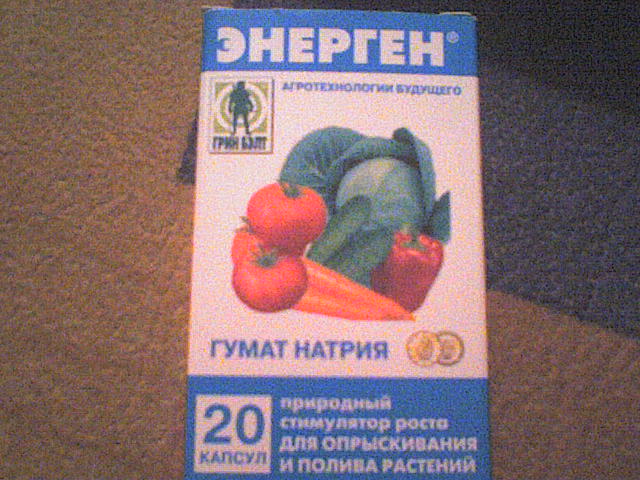 ЭНЕРГЕН®
АГРОТЕХНОЛОГИИ БУДУЩЕГО
ГРИН БЭЛТ
ГУМАТ НАТРИЯ
20
КАПСУЛ
природный
стимулятор роста
ДЛЯ ОПРЫСКИВАНИЯ
И ПОЛИВА РАСТЕНИЙ